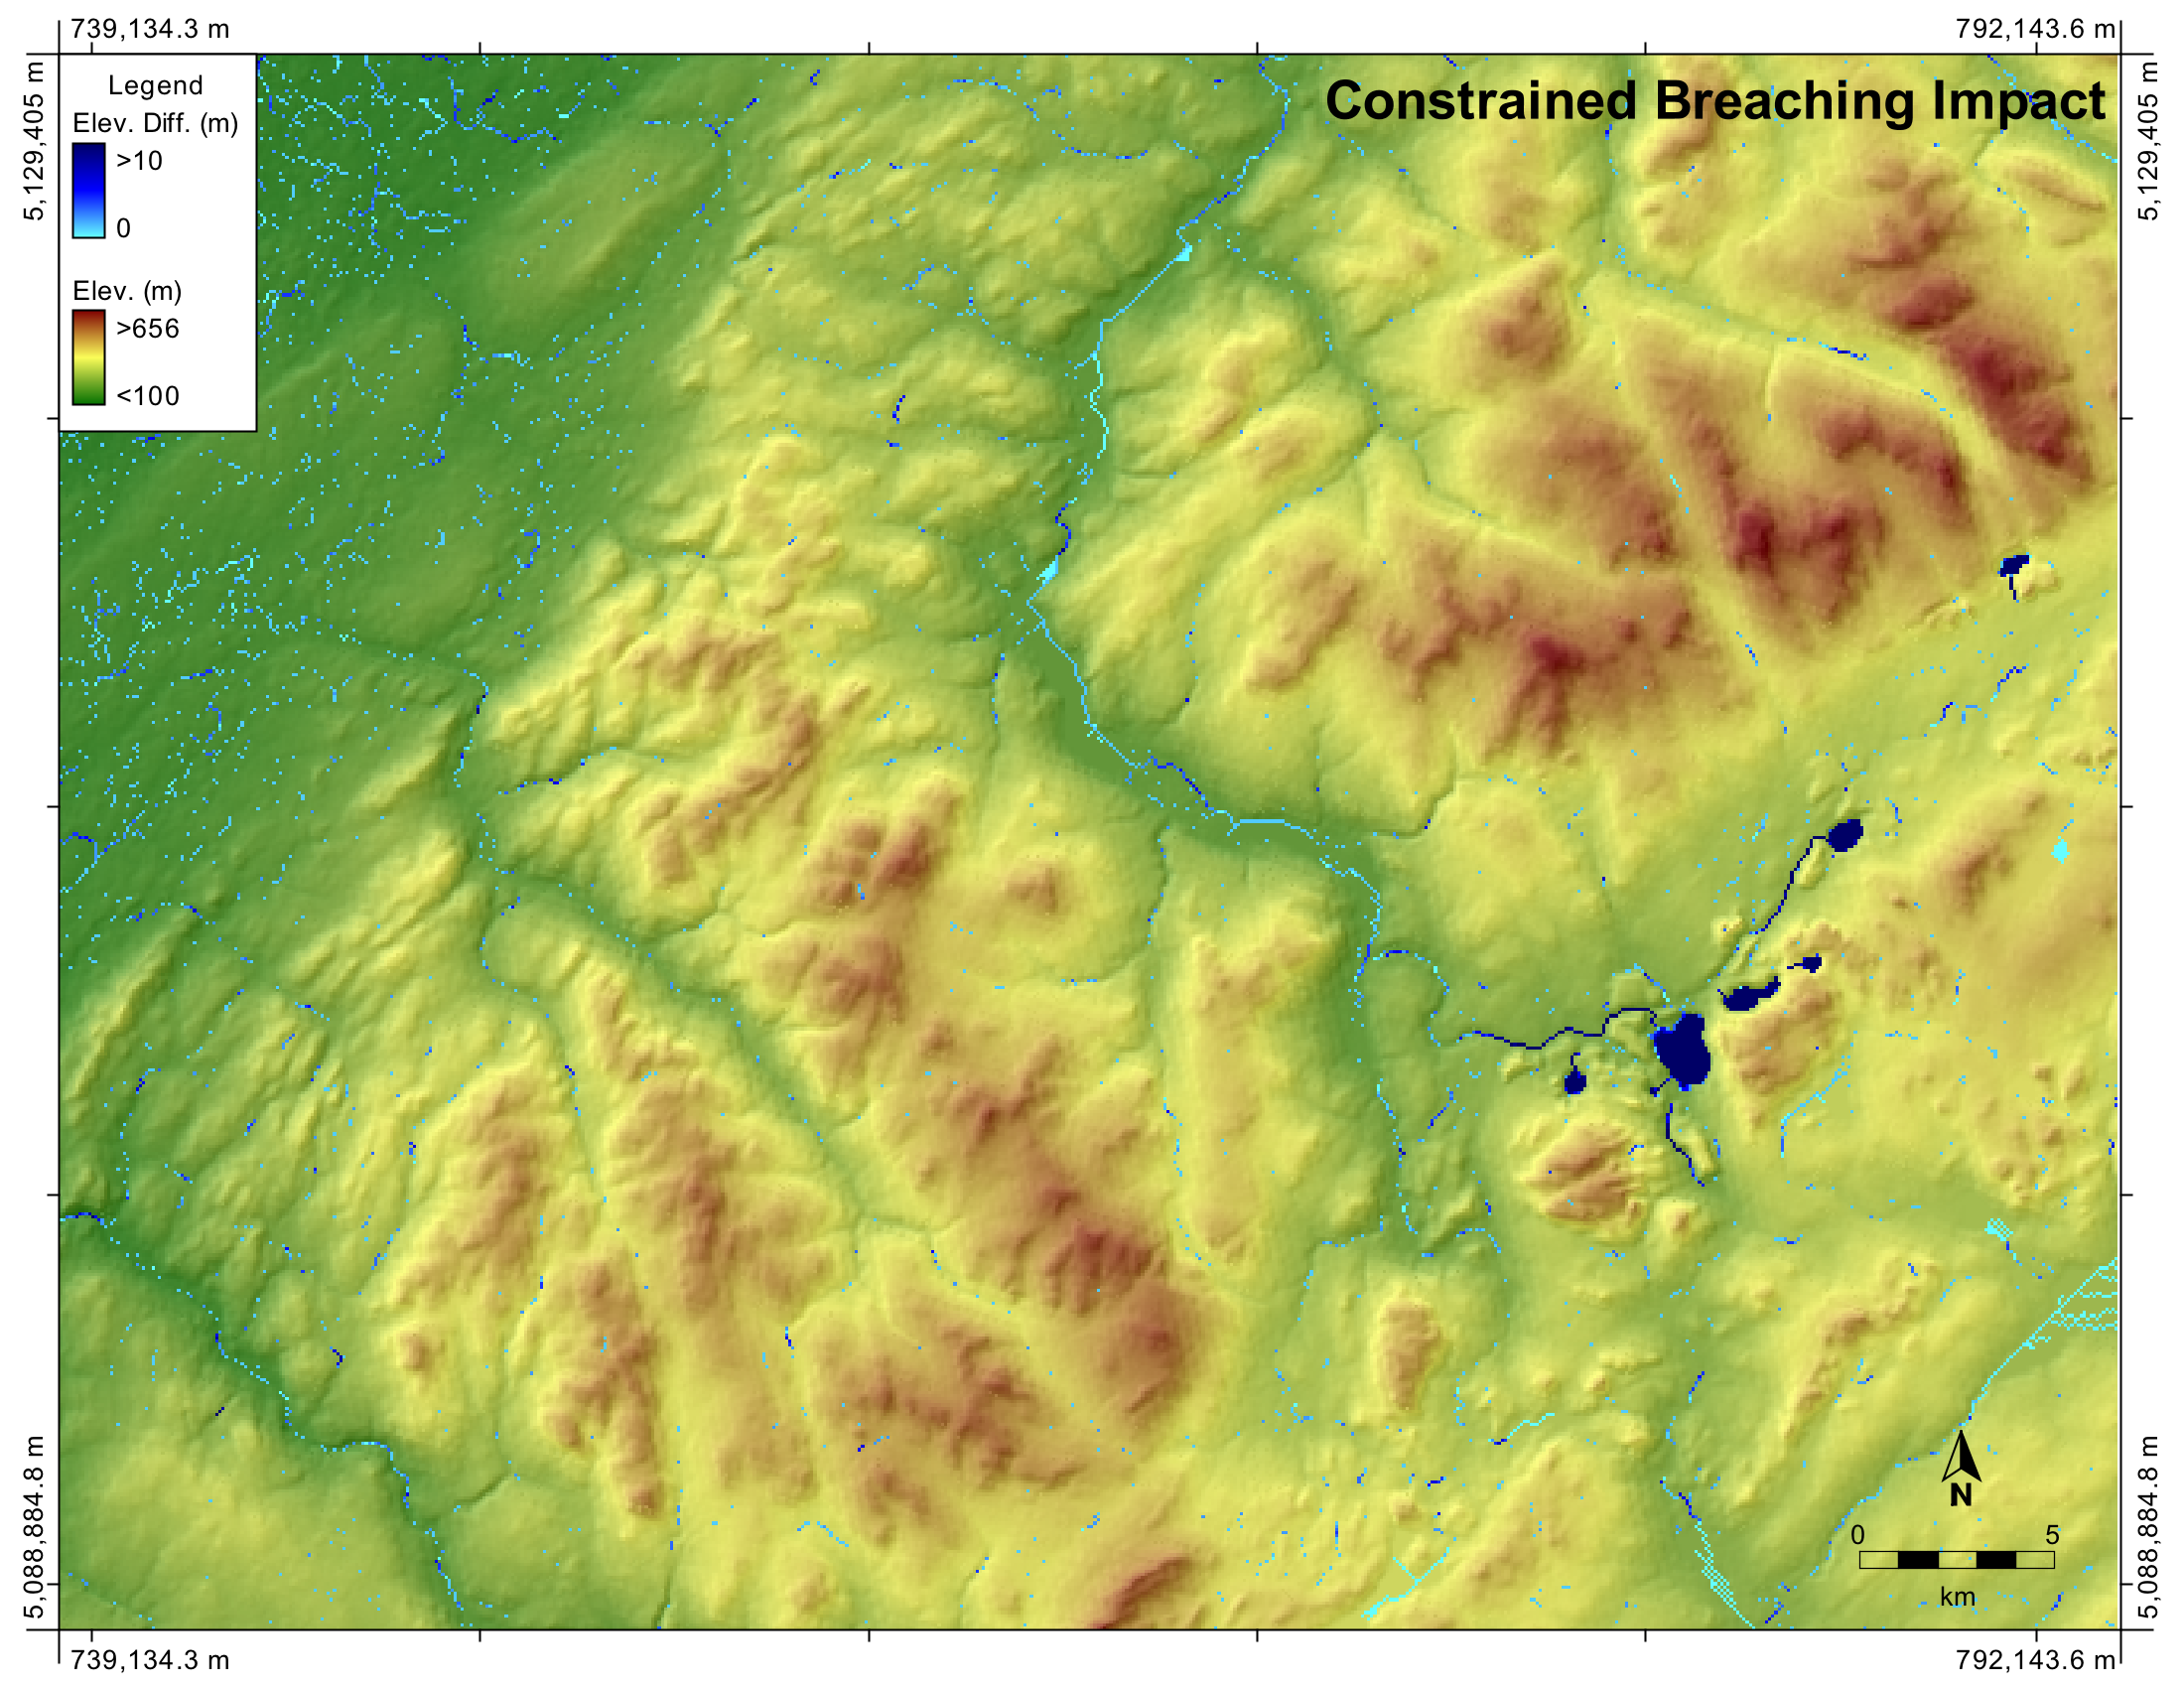 739,134.3 m
792,143.6 m
5,129,405 m
5,129,405 m
Constrained Breaching Impact
Legend
Elev. Diff. (m)
>10
0
Elev. (m)
>656
<100
5,088,884.8 m
5,088,884.8 m
N
0 5
km
739,134.3 m
792,143.6 m